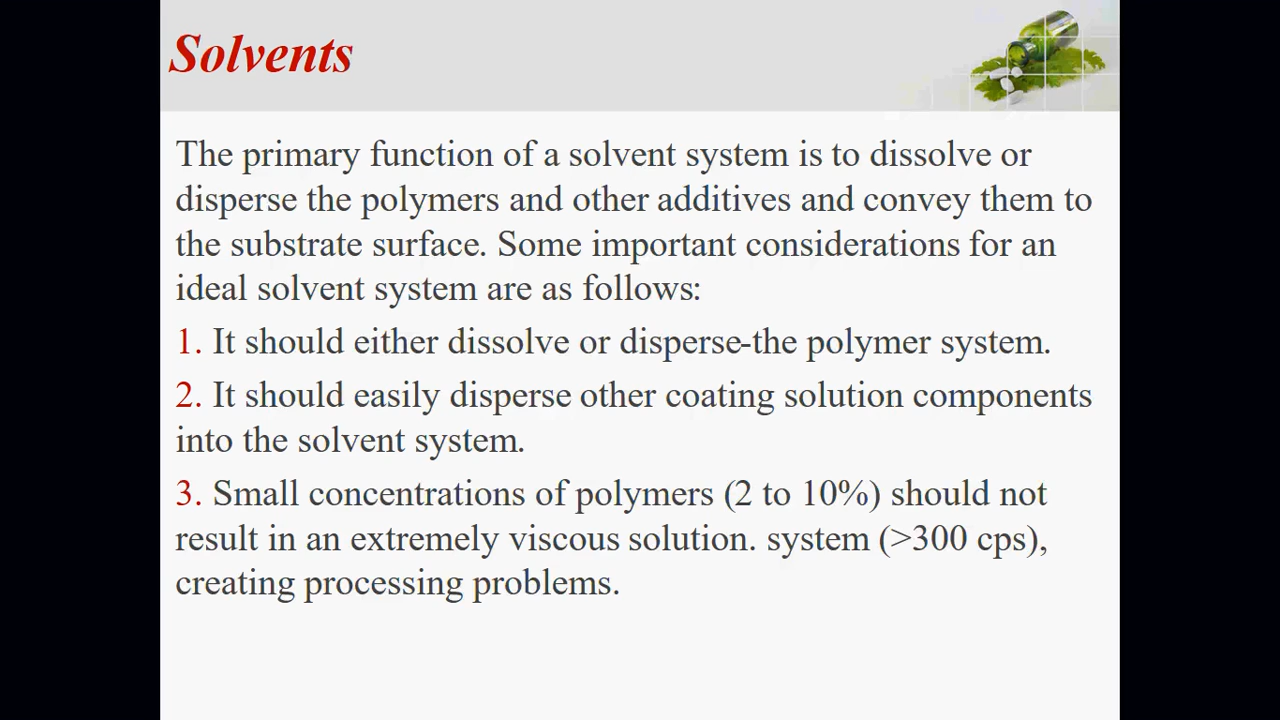 Solvents
The primary function of a solvent system is to dissolve or
disperse the polymers and other additives and convey them to
the substrate surface. Some important considerations for an
ideal solvent system are as follows:
1. It should either dissolve or disperse-the polymer system.
2. It should easily disperse other coating solution components
into the solvent system.
3. Small concentrations of polymers (2 to 10%) should not
result in an extremely viscous solution. system (>300 cps),
creating processing problems.